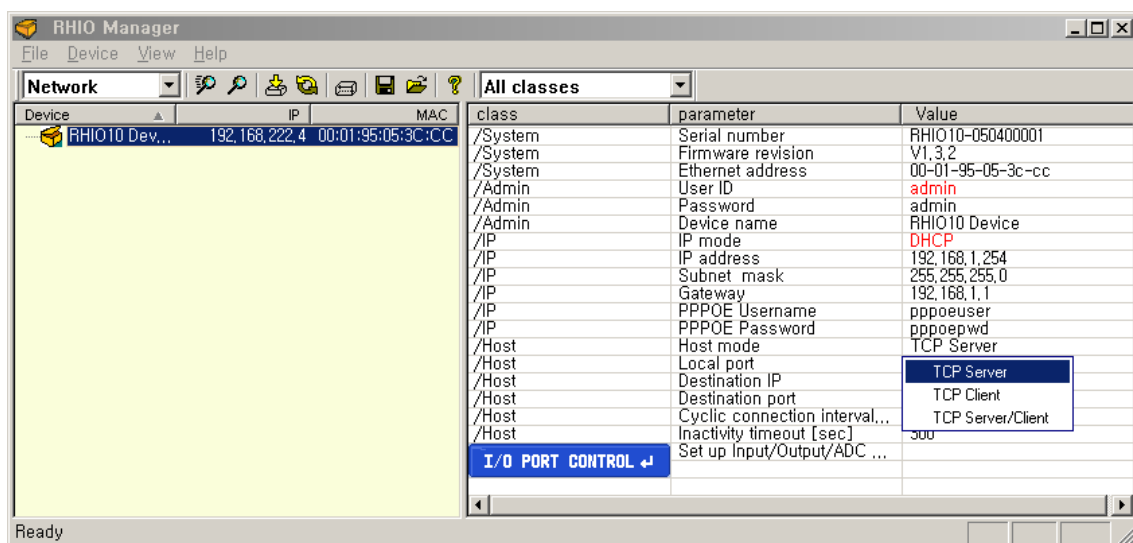 RHIO Manager
File Device View Help
Network All classes
Device IP MAC class parameter Value
RHIO10 Dev,,, 192,168,222,4 00:01:95:05:3C:CC
/System Serial number RHIO10-050400001
/System Firmware revision V1,3,2
/System Ethernet address 00-01-95-05-3c-cc
/Admin User ID admin
/Admin Password admin
/Admin Device name RHIO10 Device
/IP IP mode DHCP
/IP IP address 192,168,1,254
/IP Subnet mask 255,255,255,0
/IP Gateway 192,168,1,1
/IP PPPOE Username pppoeuser
/IP PPPOE Password pppoepwd
/Host Host mode TCP Server
/Host Local port
/Host Destination IP
/Host Destination port
/Host Cyclic connection interval,,,
/Host Inactivity timeout [sec] 300
TCP Server
TCP Client
TCP Server/Client
I/O PORT CONTROL ↵ Set up Input/Output/ADC ,,,
Ready